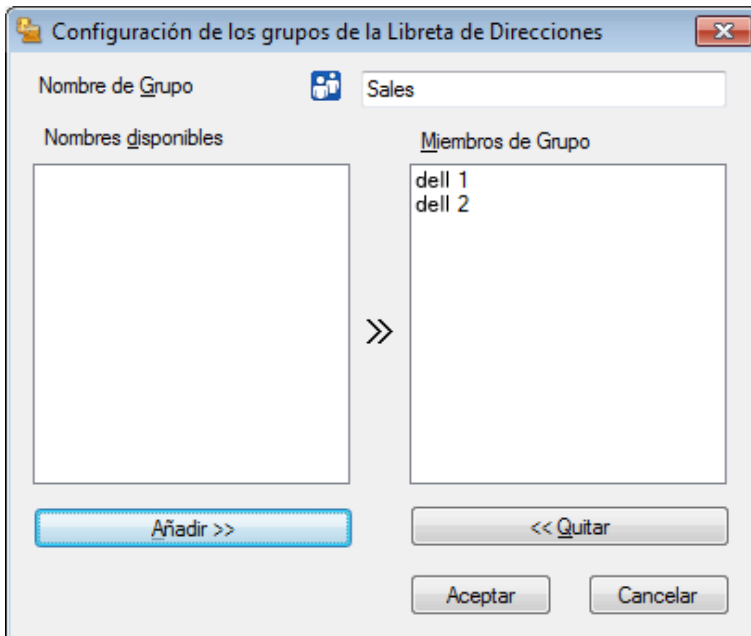 Configuración de los grupos de la Libreta de Direcciones
Nombre de Grupo
Sales
Nombres disponibles
Miembros de Grupo
dell 1
dell 2
Añadir >>
<< Quitar
Aceptar
Cancelar